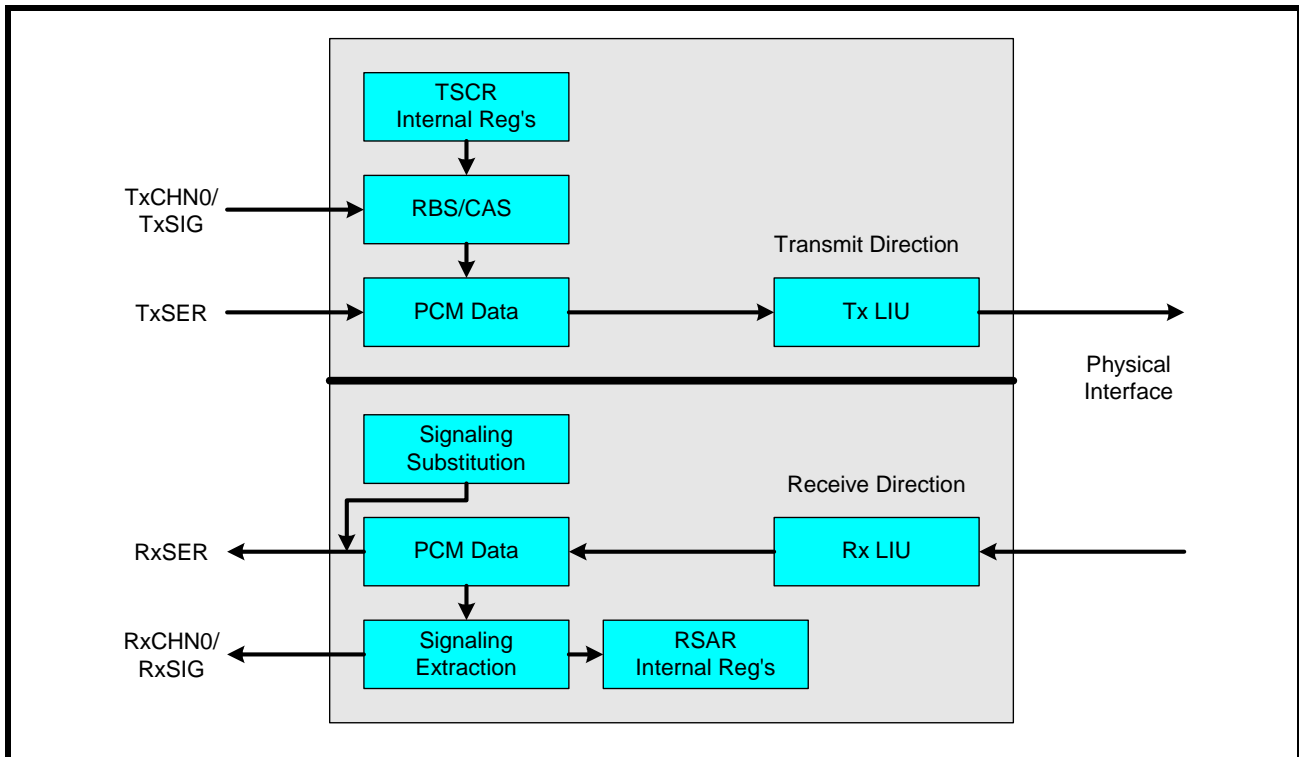 TSCR
Internal Reg's
TxCHN0/
TxSIG
RBS/CAS
Transmit Direction
TxSER
PCM Data
Tx LIU
Physical
Interface
Signaling
Substitution
Receive Direction
RxSER
PCM Data
Rx LIU
RxCHN0/
RxSIG
Signaling
Extraction
RSAR
Internal Reg's